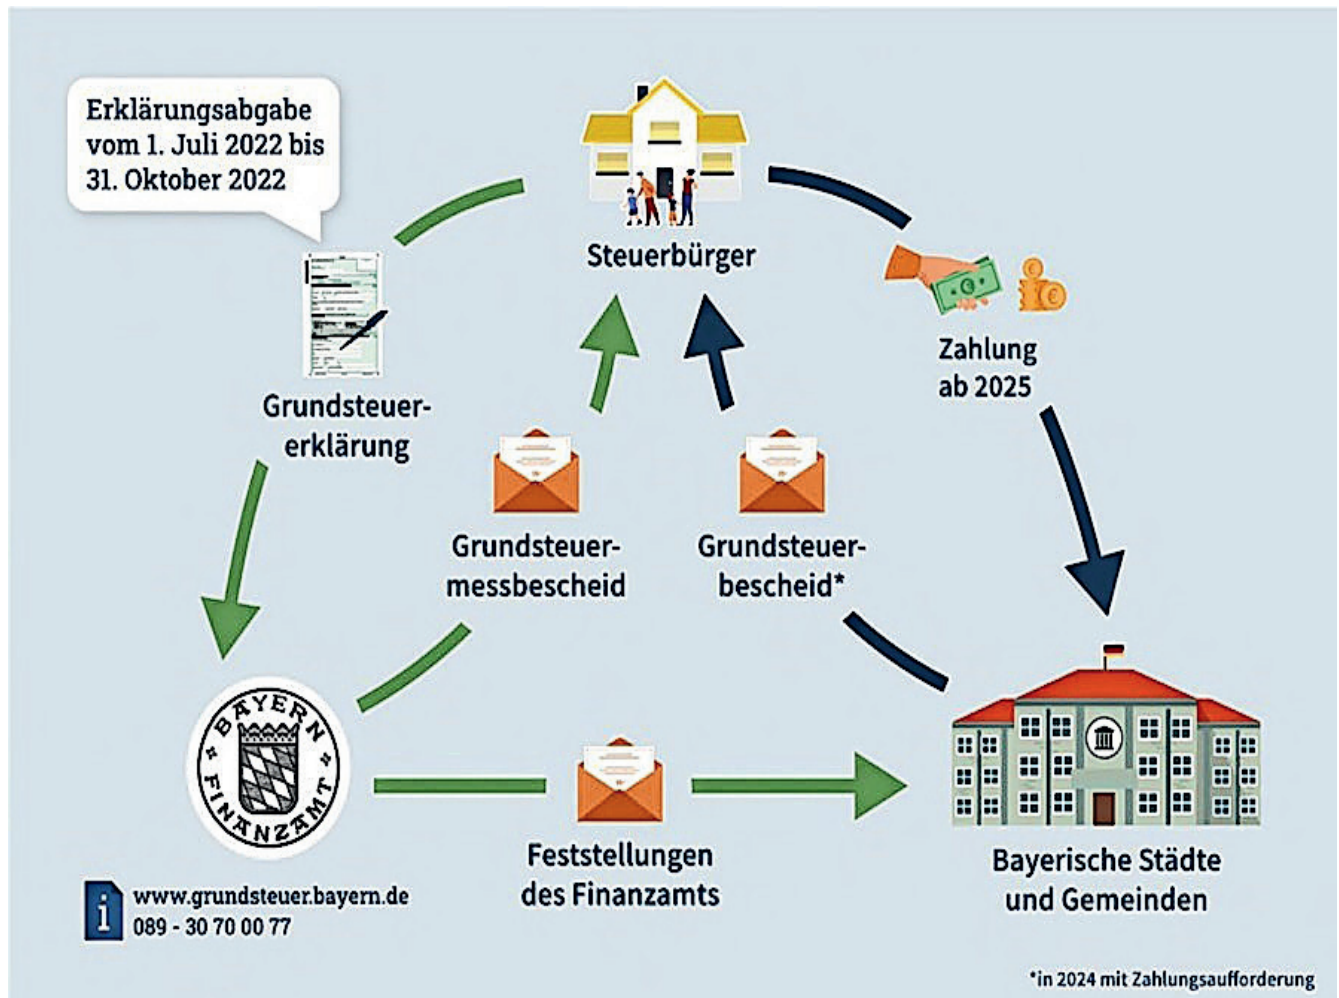 Erklärungsabgabe
vom 1. Juli 2022 bis
31. Oktober 2022
Steuerbürger
Zahlung
ab 2025
Grundsteuer-
erklärung
Grundsteuer-
messbescheid
Grundsteuer-
bescheid*
BAYERN
FINANZAMT
Feststellungen
des Finanzamts
Bayerische Städte
und Gemeinden
i www.grundsteuer.bayern.de
089 - 30 70 00 77
*in 2024 mit Zahlungsaufforderung